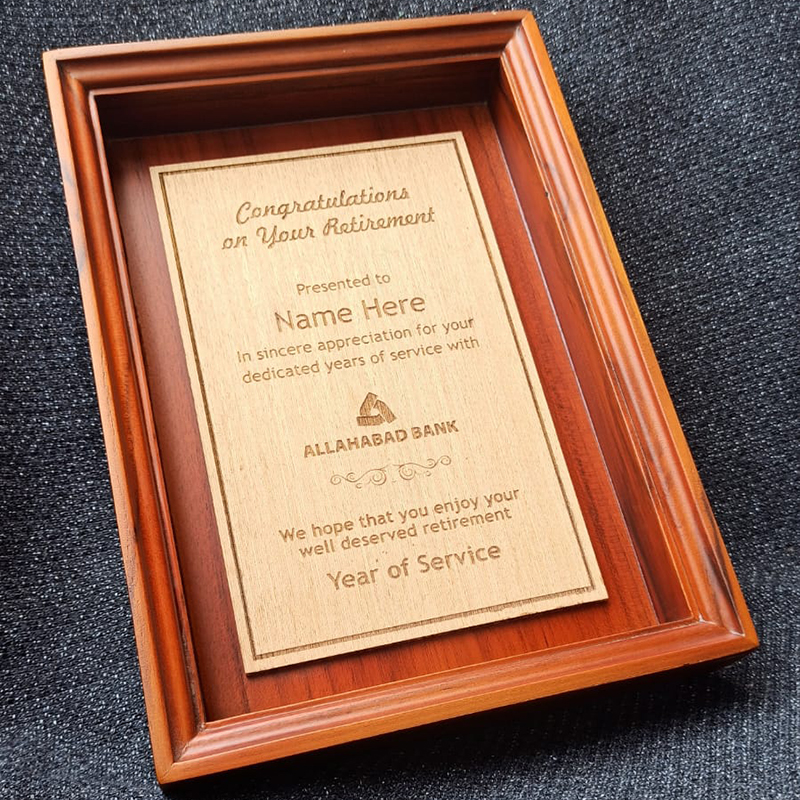 Congratulations
on Your Retirement
Presented to
Name Here
In sincere appreciation for your
dedicated years of service with
ALLAHABAD BANK
We hope that you enjoy your
well deserved retirement
Year of Service